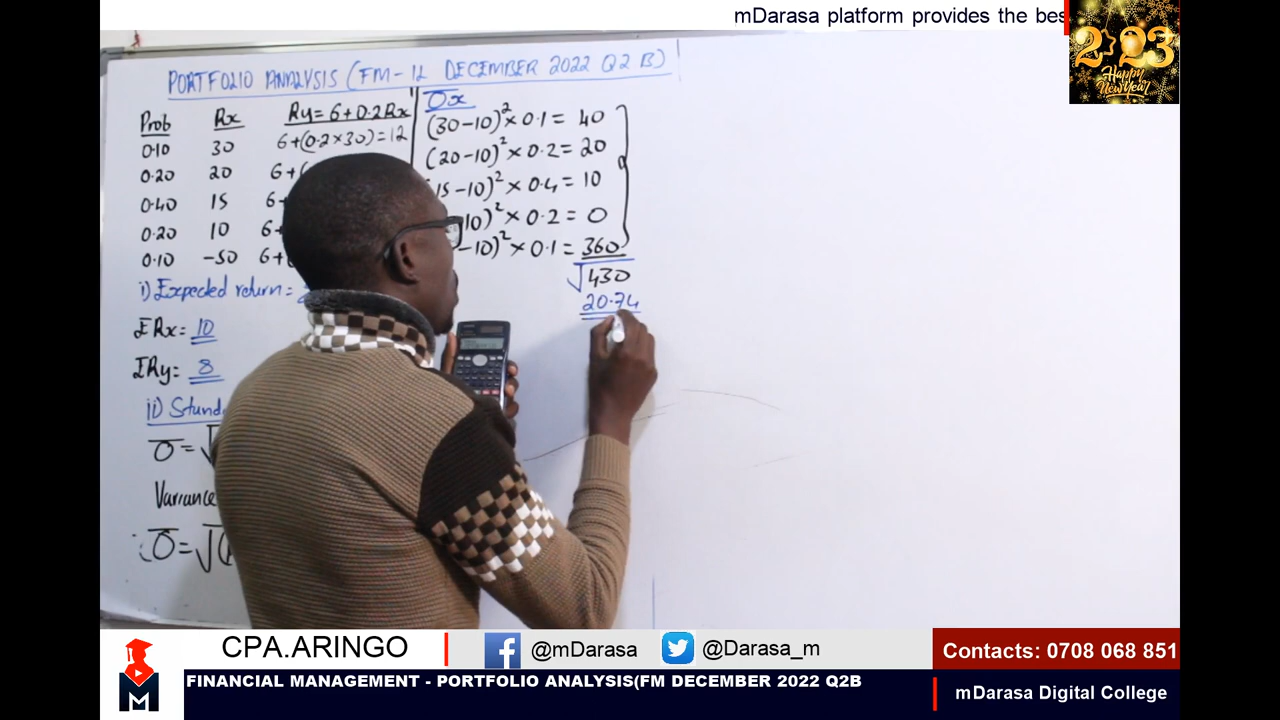 mDarasa platform provides the bes
2023
Happy
New Year
PORTFOLIO ANALYSIS (FM-12 DECEMBER 2022 Q2 B)
Prob Rx Ry = 6+0.2Rx
0.10 30 6+(0.2×30)=12
0.20 20 6+
0.40 15 6+
0.20 10 6+
0.10 -50 6+(
i) Expected return =
ΣRx = 10
ΣRy = 8
ii) Stand
σ = √
Variance
σ = √(
σx
(30-10)² × 0.1 = 40
(20-10)² × 0.2 = 20
15-10)² × 0.4 = 10
10)² × 0.2 = 0
-10)² × 0.1 = 360
√430
20.74
CPA.ARINGO
@mDarasa
@Darasa_m
Contacts: 0708 068 851
FINANCIAL MANAGEMENT - PORTFOLIO ANALYSIS(FM DECEMBER 2022 Q2B
mDarasa Digital College